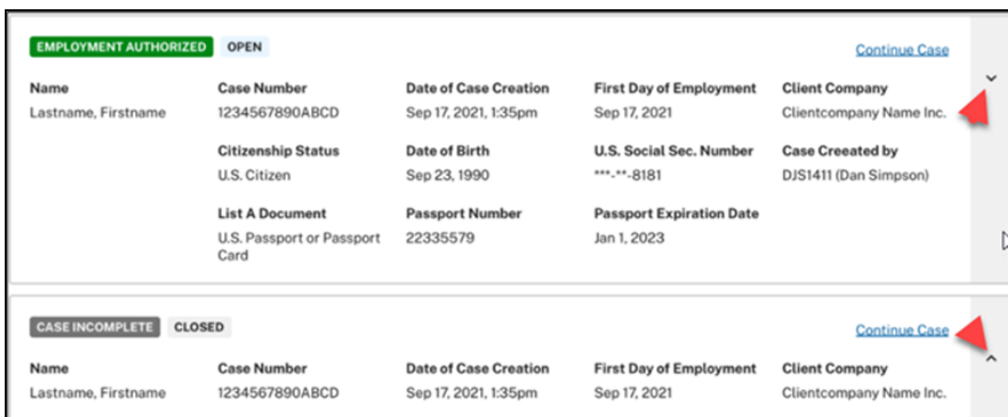 EMPLOYMENT AUTHORIZED OPEN Continue Case
Name Case Number Date of Case Creation First Day of Employment Client Company
Lastname, Firstname 1234567890ABCD Sep 17, 2021, 1:35pm Sep 17, 2021 Clientcompany Name Inc.
Citizenship Status Date of Birth U.S. Social Sec. Number Case Creeated by
U.S. Citizen Sep 23, 1990 ***-**-8181 DJS1411 (Dan Simpson)
List A Document Passport Number Passport Expiration Date
U.S. Passport or Passport 22335579 Jan 1, 2023
Card
CASE INCOMPLETE CLOSED Continue Case
Name Case Number Date of Case Creation First Day of Employment Client Company
Lastname, Firstname 1234567890ABCD Sep 17, 2021, 1:35pm Sep 17, 2021 Clientcompany Name Inc.